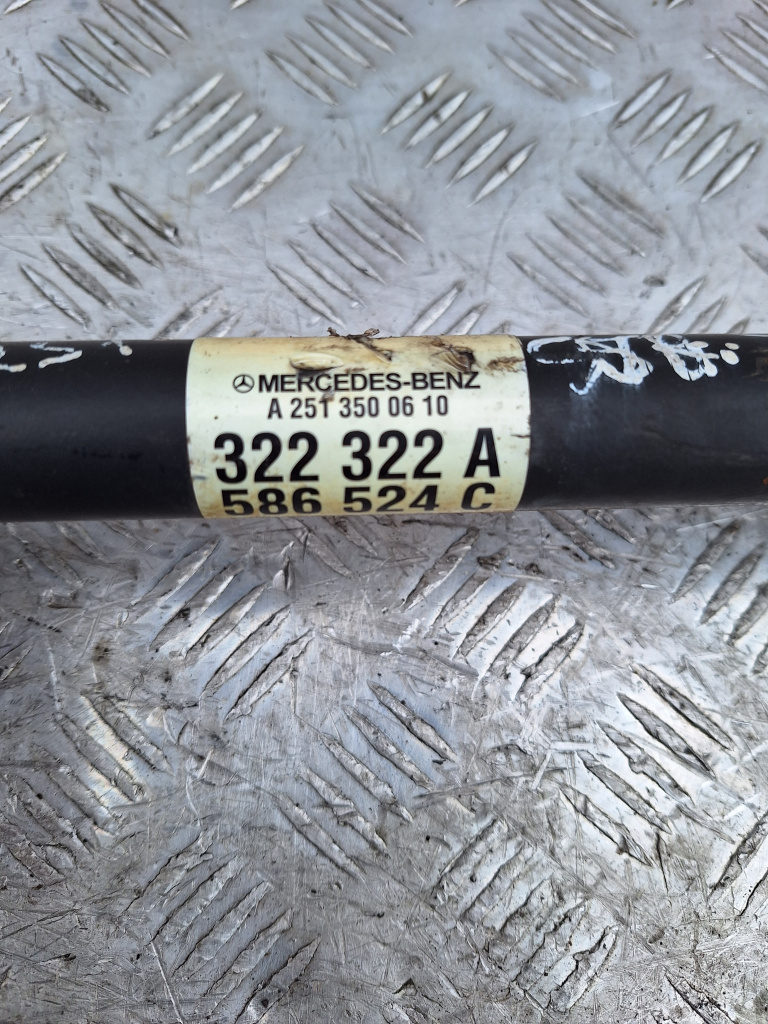 MERCEDES-BENZ
A 251 350 06 10
322 322 A
586 524 C